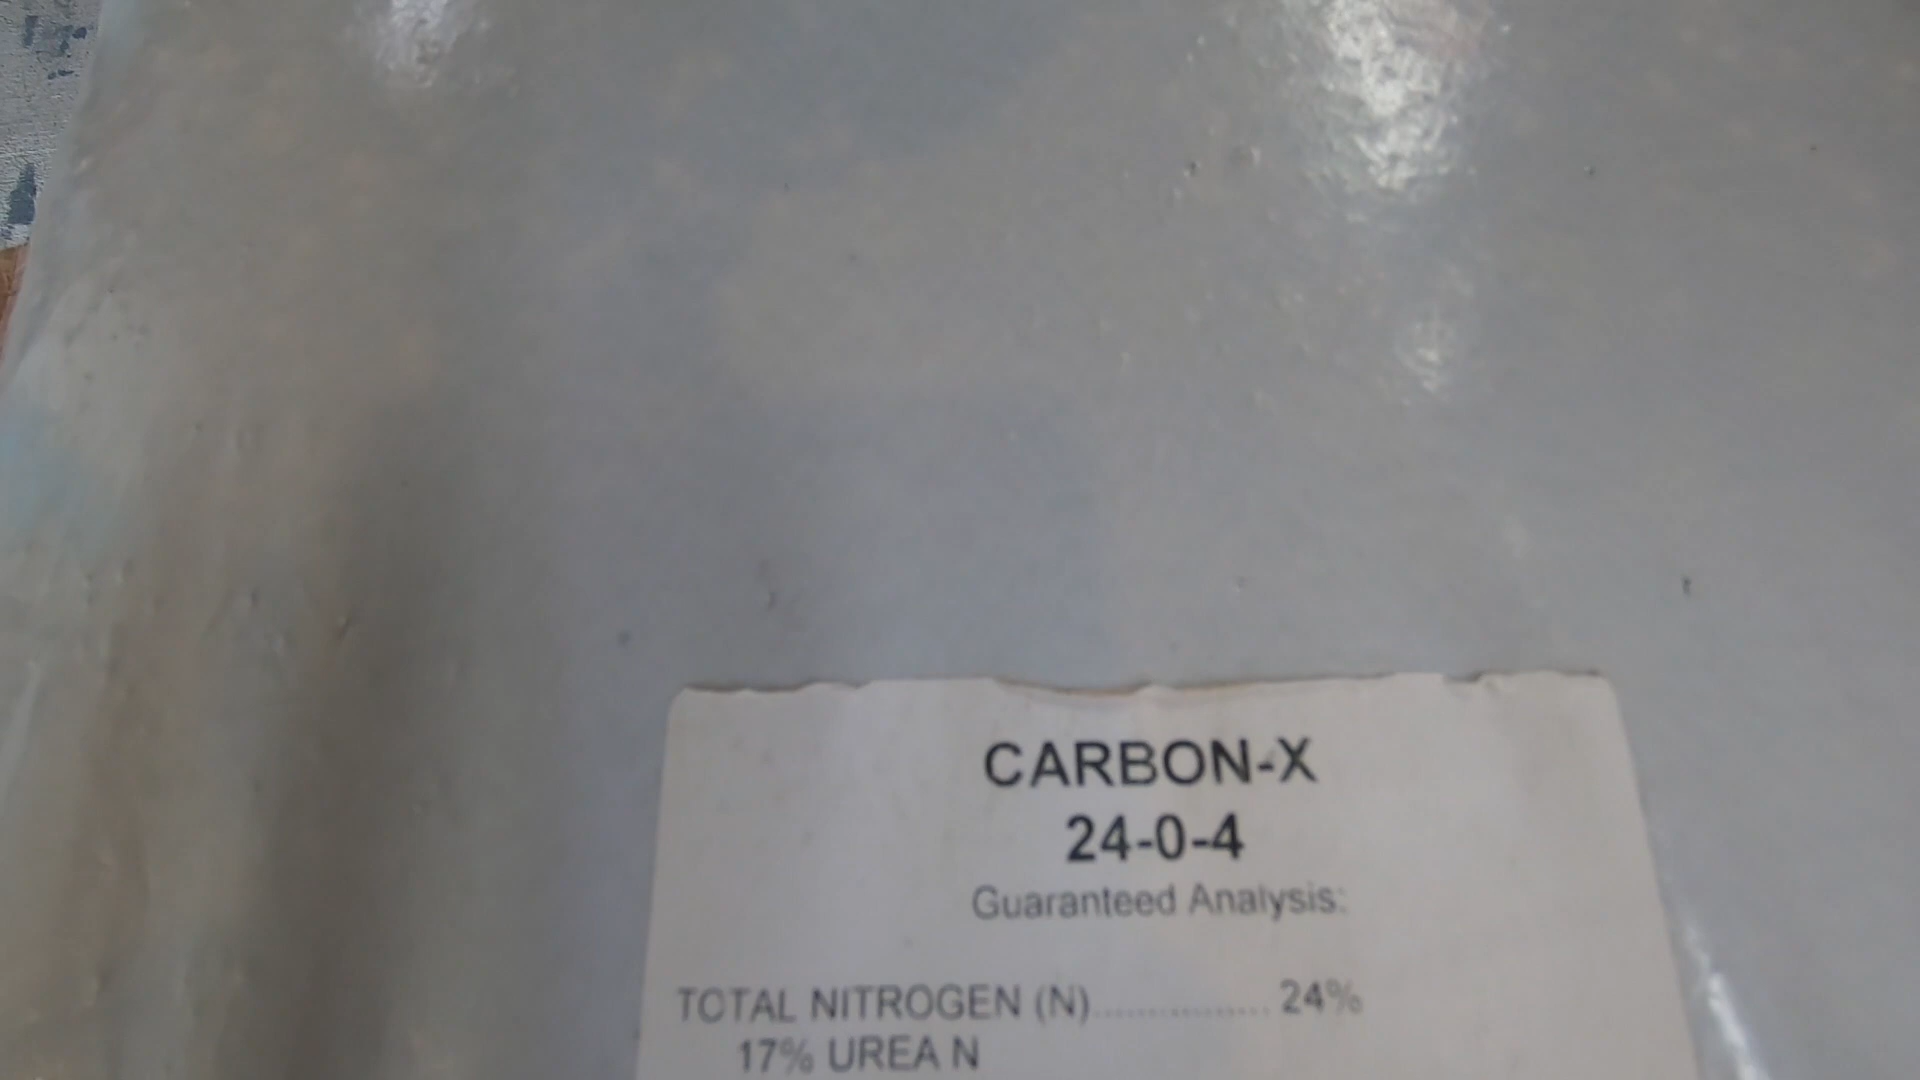 CARBON-X
24-0-4
Guaranteed Analysis:
TOTAL NITROGEN (N)................ 24%
17% UREA N